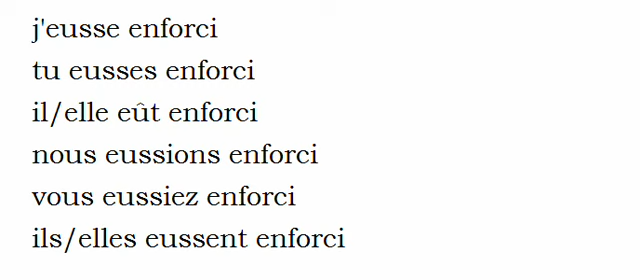 j'eusse enforci
tu eusses enforci
il/elle eût enforci
nous eussions enforci
vous eussiez enforci
ils/elles eussent enforci